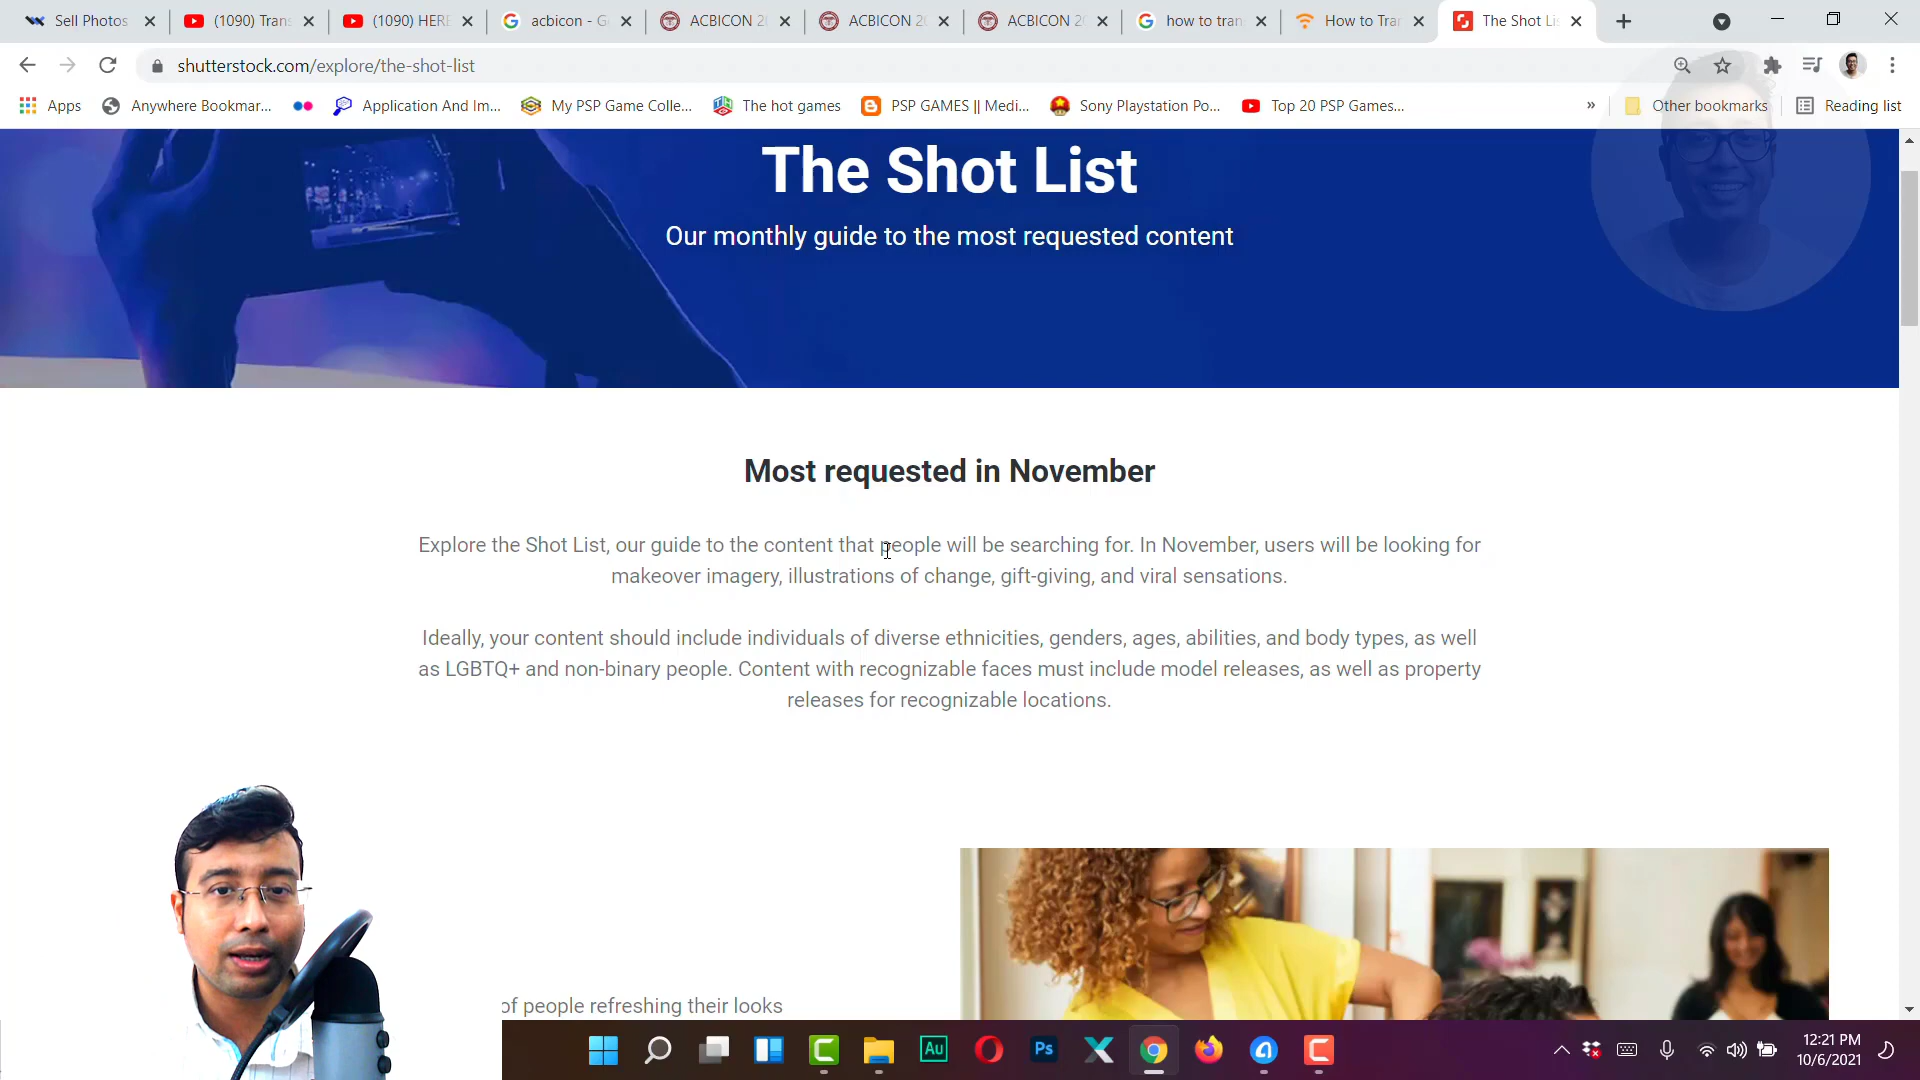 Sell Photos
(1090) Tran
(1090) HERE
acbicon - G
ACBICON 2
ACBICON 2
ACBICON 2
how to tran
How to Tra
The Shot Li
shutterstock.com/explore/the-shot-list
Apps
Anywhere Bookmar...
Application And Im...
My PSP Game Colle...
The hot games
PSP GAMES || Medi...
Sony Playstation Po...
Top 20 PSP Games...
»
Other bookmarks
Reading list
The Shot List
Our monthly guide to the most requested content
Most requested in November
Explore the Shot List, our guide to the content that people will be searching for. In November, users will be looking for
makeover imagery, illustrations of change, gift-giving, and viral sensations.
Ideally, your content should include individuals of diverse ethnicities, genders, ages, abilities, and body types, as well
as LGBTQ+ and non-binary people. Content with recognizable faces must include model releases, as well as property
releases for recognizable locations.
of people refreshing their looks
Au
Ps
12:21 PM
10/6/2021